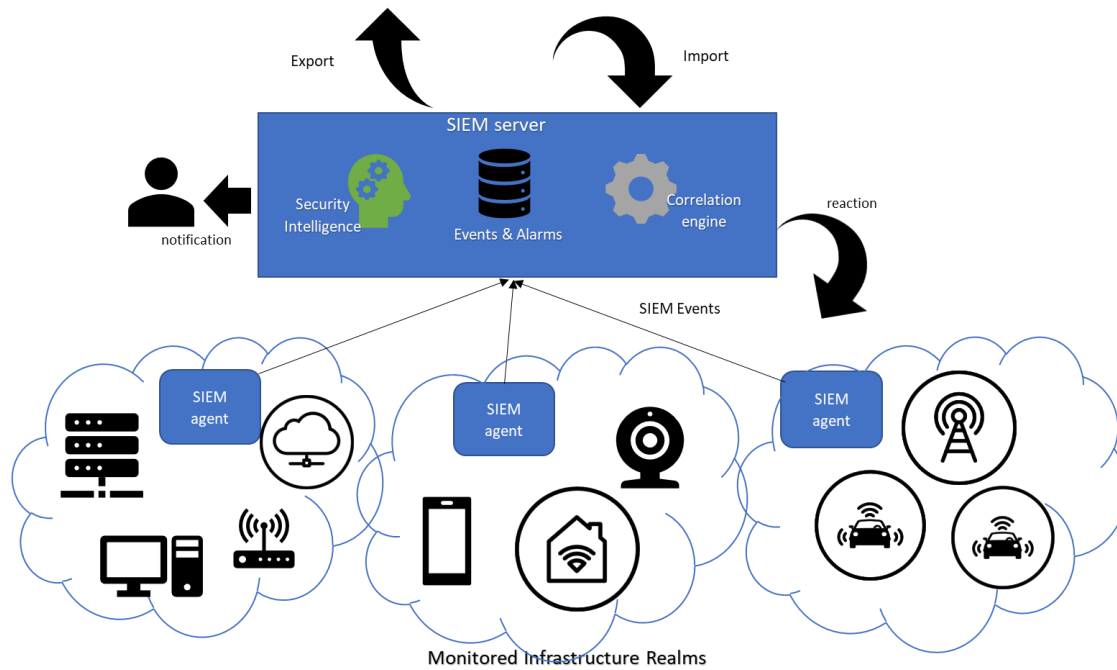 Export
Import
SIEM server
Security
Intelligence
Events & Alarms
Correlation
engine
notification
reaction
SIEM Events
SIEM
agent
SIEM
agent
SIEM
agent
Monitored Infrastructure Realms